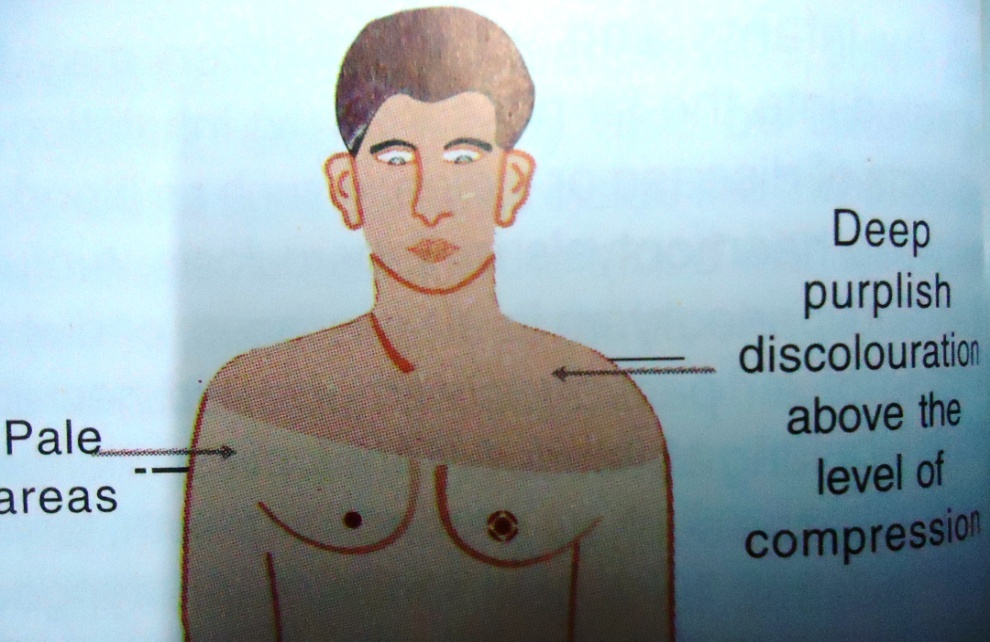 Pale
areas
Deep
purplish
discolouration
above the
level of
compression